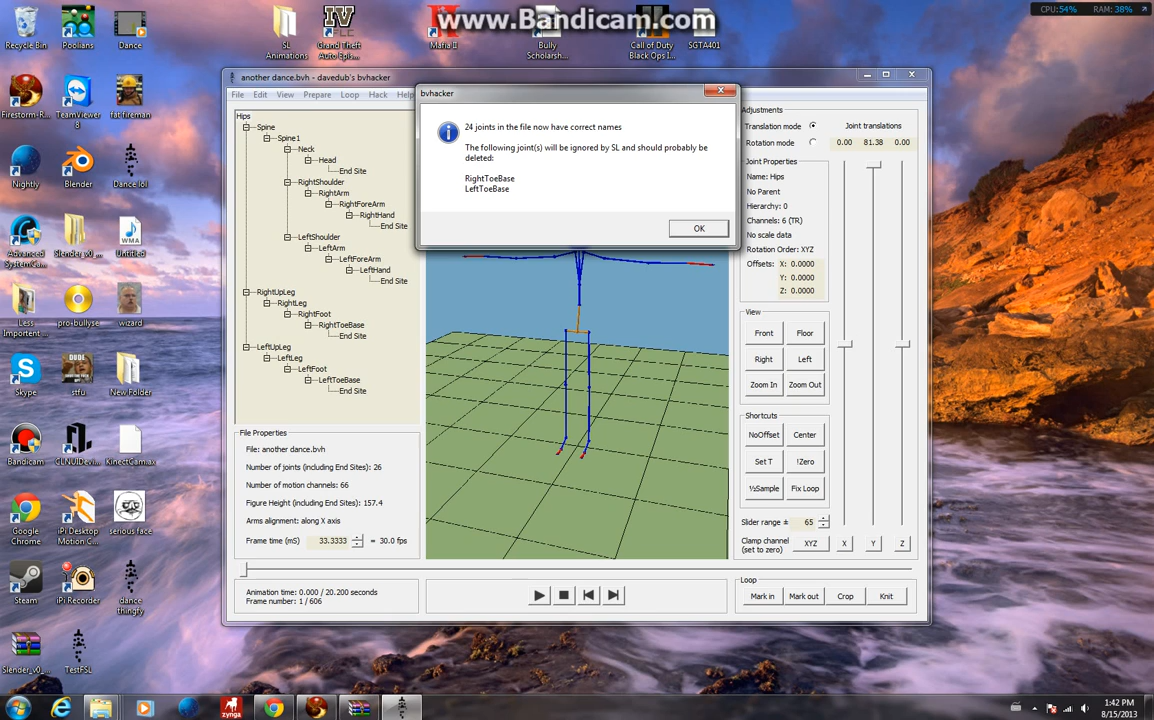 www.Bandicam.com
CPU:54% RAM: 38%
Recycle Bin
Poolians
Dance
SL Animations
Grand Theft Auto Epis...
Mafia II
Bully Scholarsh...
Call of Duty Black Ops I...
SGTA401
Firestorm-R...
TeamViewer 8
fat fireman
Nightly
Blender
Dance lol
Advanced SystemCa...
Slender_v0_...
Untitled
WMA
Less Importent ...
pro-bullyse
wizard
Skype
stfu
New Folder
Bandicam
CLNUIDevi...
KinectGam.ax
Google Chrome
iPi Desktop Motion C...
serious face
Steam
iPi Recorder
dance thingty
Slender_v0_...
TestFSL
another dance.bvh - davedub's bvhacker
File Edit View Prepare Loop Hack Help
Hips
Spine
Spine1
Neck
Head
End Site
RightShoulder
RightArm
RightForeArm
RightHand
End Site
LeftShoulder
LeftArm
LeftForeArm
LeftHand
End Site
RightUpLeg
RightLeg
RightFoot
RightToeBase
End Site
LeftUpLeg
LeftLeg
LeftFoot
LeftToeBase
End Site
File Properties
File: another dance.bvh
Number of joints (including End Sites): 26
Number of motion channels: 66
Figure Height (including End Sites): 157.4
Arms alignment: along X axis
Frame time (mS) 33.3333 = 30.0 fps
Animation time: 0.000 / 20.200 seconds
Frame number: 1 / 606
bvhacker
24 joints in the file now have correct names
The following joint(s) will be ignored by SL and should probably be
deleted:
RightToeBase
LeftToeBase
OK
Adjustments
Translation mode
Rotation mode
Joint translations
0.00 81.38 0.00
Joint Properties
Name: Hips
No Parent
Hierarchy: 0
Channels: 6 (TR)
No scale data
Rotation Order: XYZ
Offsets: X: 0.0000
Y: 0.0000
Z: 0.0000
View
Front Floor
Right Left
Zoom In Zoom Out
Shortcuts
NoOffset Center
Set T !Zero
½Sample Fix Loop
Slider range ± 65
Clamp channel
(set to zero)
XYZ X Y Z
Loop
Mark in Mark out Crop Knit
zynga
1:42 PM
8/15/2013